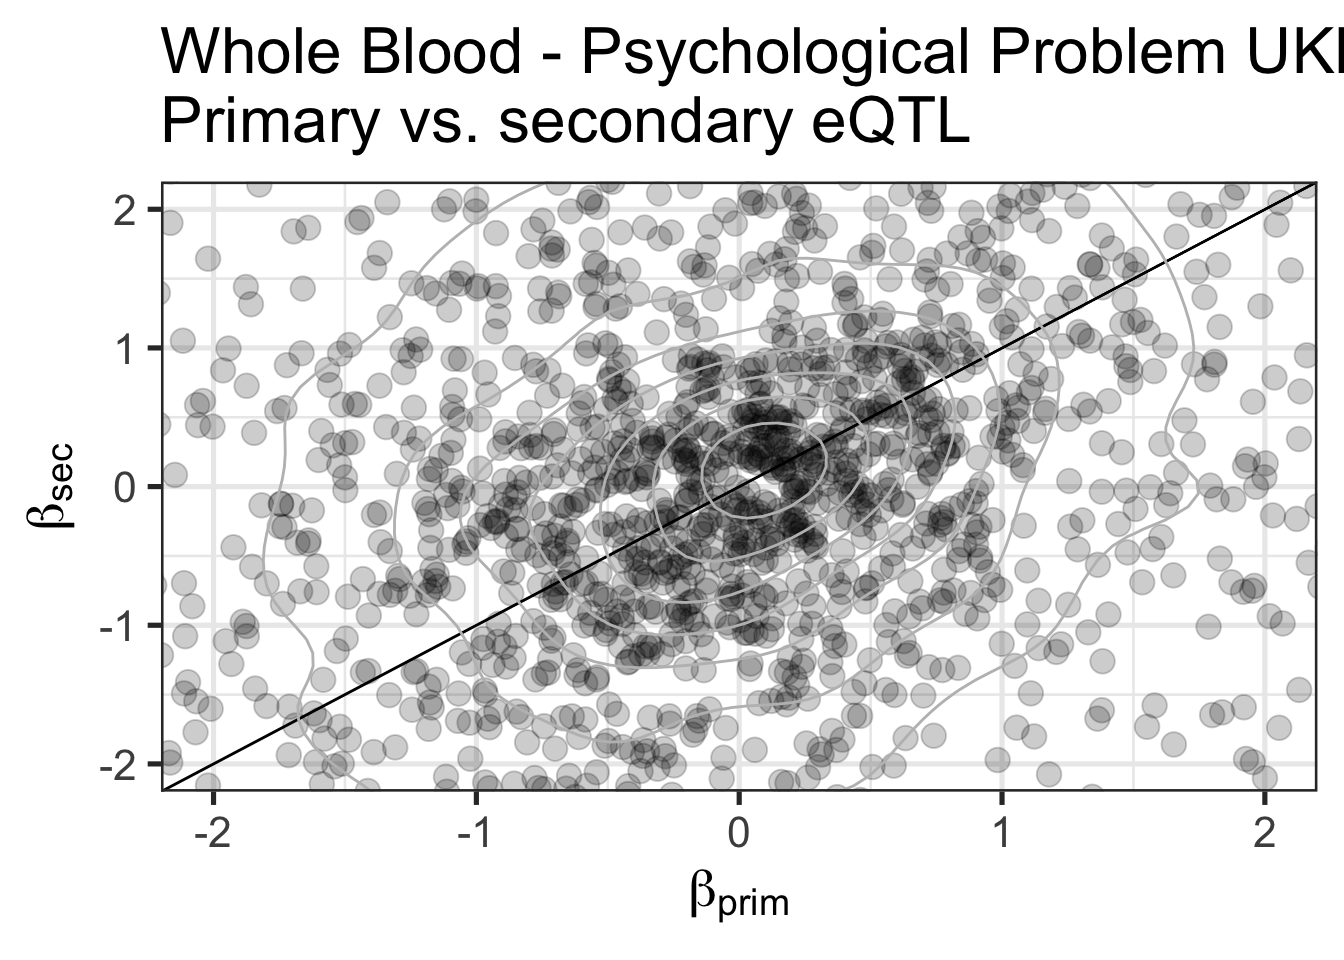 Whole Blood - Psychological Problem
Primary vs. secondary eQTL
2
1
0
-1
-2
βsec
-2 -1 0 1 2
βprim